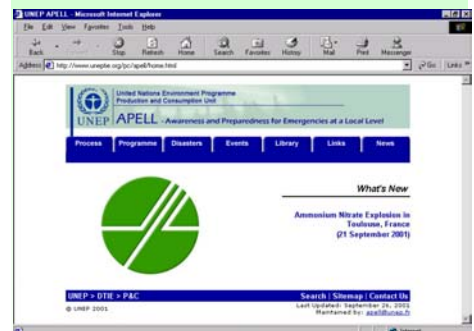 UNEP APELL - Microsoft Internet Explorer
File Edit View Favorites Tools Help
Back Stop Refresh Home Search Favorites History Mail Print Messenger
Address http://www.uneptie.org/pc/apell/home.html Go Links »
United Nations Environment Programme
Production and Consumption Unit
UNEP APELL - Awareness and Preparedness for Emergencies at a Local Level
Process Programme Disasters Events Library Links News
What's New
Ammonium Nitrate Explosion in
Toulouse, France
(21 September 2001)
UNEP > DTIE > P&C Search | Sitemap | Contact Us
© UNEP 2001 Last Updated: September 26, 2001
Maintained by: apell@unep.fr